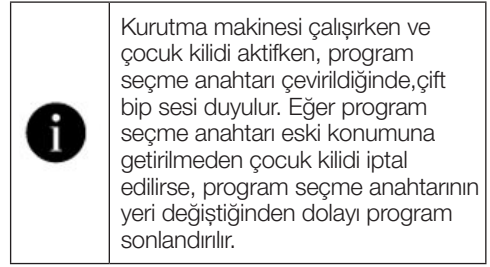 Kurutma makinesi çalışırken ve
çocuk kilidi aktifken, program
seçme anahtarı çevirildiğinde,çift
bip sesi duyulur. Eğer program
seçme anahtarı eski konumuna
getirilmeden çocuk kilidi iptal
edilirse, program seçme anahtarının
yeri değiştiğinden dolayı program
sonlandırılır.